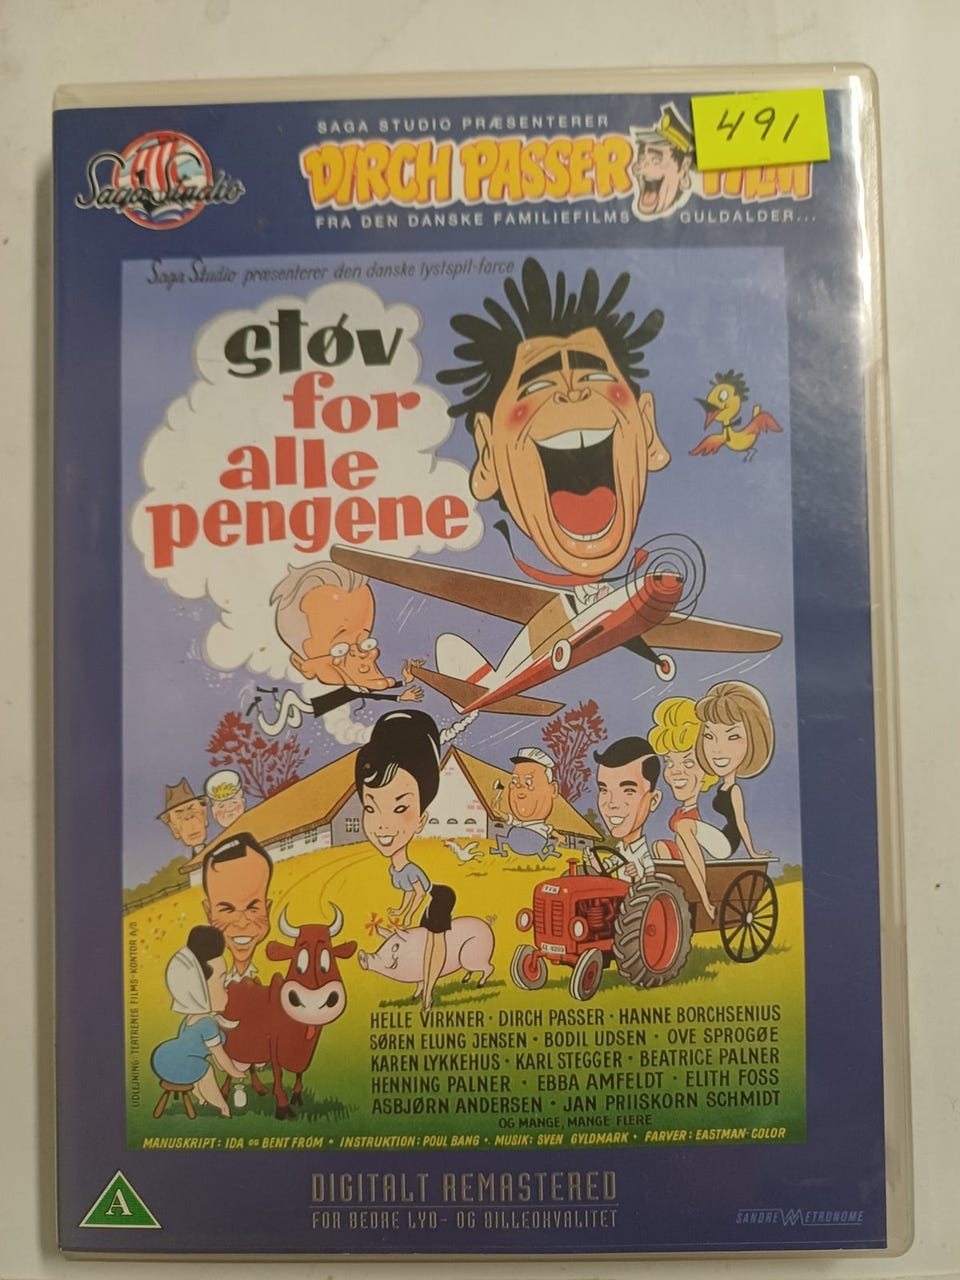 491
SAGA STUDIO PRÆSENTERER
Saga Studio
DIRCH PASSER
FRA DEN DANSKE FAMILIEFILMS GULDALDER...
Saga Studio præsenterer den danske lystspil-farce
støv
for
alle
pengene
HELLE VIRKNER · DIRCH PASSER · HANNE BORCHSENIUS
SØREN ELUNG JENSEN · BODIL UDSEN · OVE SPROGØE
KAREN LYKKEHUS · KARL STEGGER · BEATRICE PALNER
HENNING PALNER · EBBA AMFELDT · ELITH FOSS
ASBJØRN ANDERSEN · JAN PRIISKORN SCHMIDT
OG MANGE, MANGE FLERE
MANUSKRIPT: IDA OG BENT FROM · INSTRUKTION: POUL BANG · MUSIK: SVEN GYLDMARK · FARVER: EASTMAN-COLOR
UDLEJNING: TEATRENES FILMS-KONTOR A/S
A
DIGITALT REMASTERED
FOR BEDRE LYD- OG BILLEDKVALITET
SANDREW METRONOME